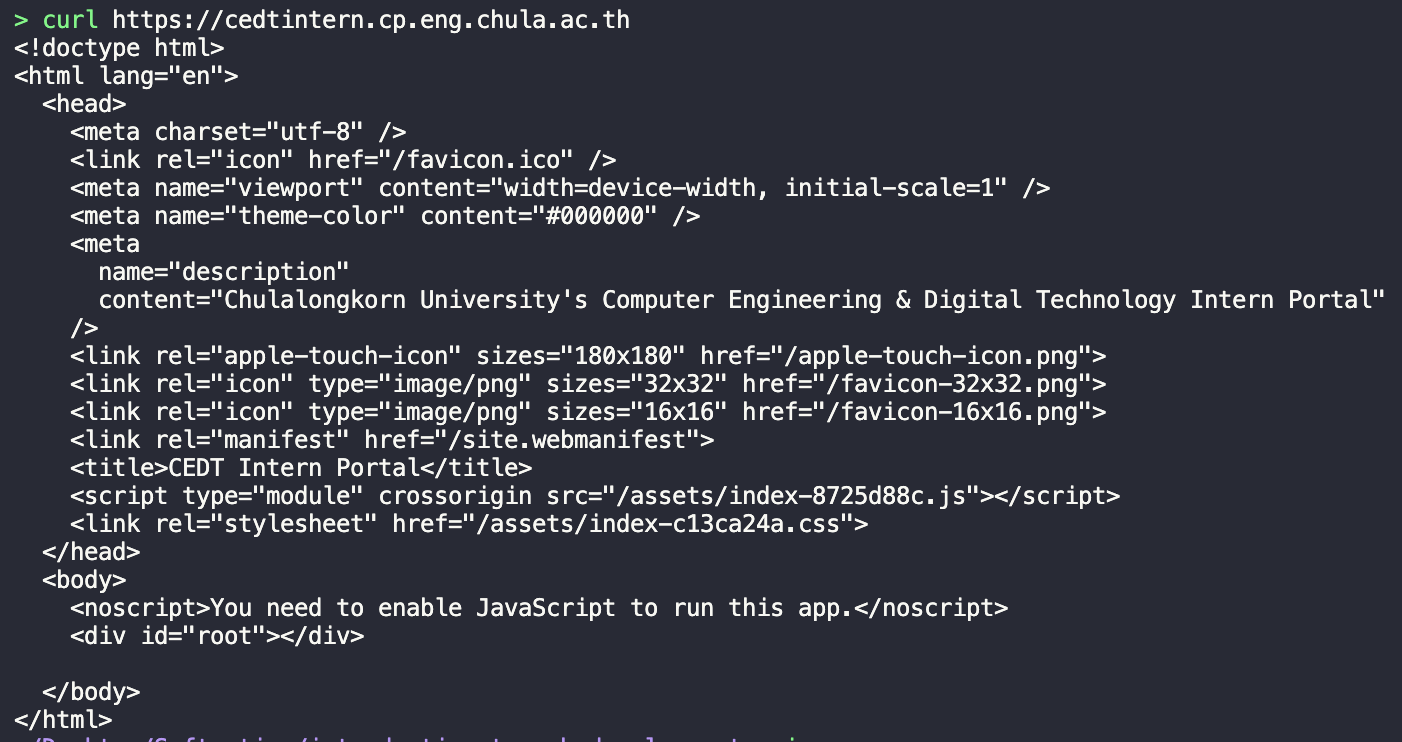 > curl https://cedtintern.cp.eng.chula.ac.th
<!doctype html>
<html lang="en">
  <head>
    <meta charset="utf-8" />
    <link rel="icon" href="/favicon.ico" />
    <meta name="viewport" content="width=device-width, initial-scale=1" />
    <meta name="theme-color" content="#000000" />
    <meta
      name="description"
      content="Chulalongkorn University's Computer Engineering & Digital Technology Intern Portal"
    />
    <link rel="apple-touch-icon" sizes="180x180" href="/apple-touch-icon.png">
    <link rel="icon" type="image/png" sizes="32x32" href="/favicon-32x32.png">
    <link rel="icon" type="image/png" sizes="16x16" href="/favicon-16x16.png">
    <link rel="manifest" href="/site.webmanifest">
    <title>CEDT Intern Portal</title>
    <script type="module" crossorigin src="/assets/index-8725d88c.js"></script>
    <link rel="stylesheet" href="/assets/index-c13ca24a.css">
  </head>
  <body>
    <noscript>You need to enable JavaScript to run this app.</noscript>
    <div id="root"></div>

  </body>
</html>